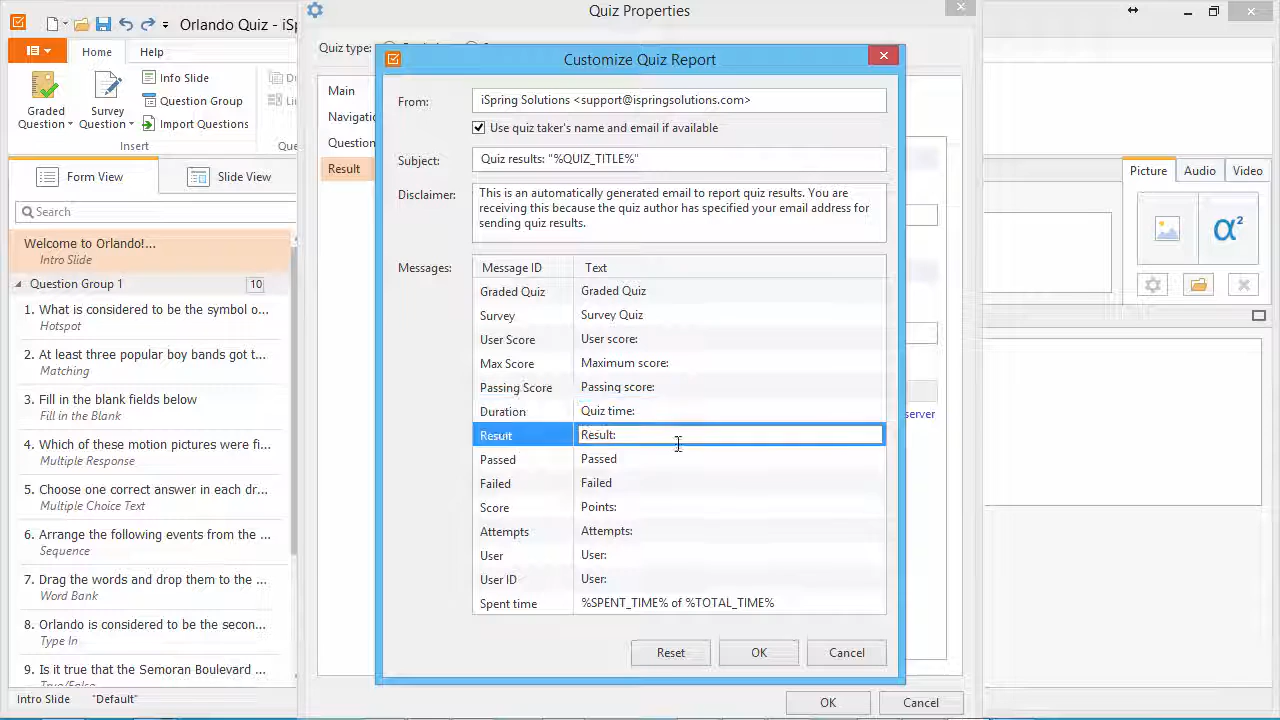 Orlando Quiz - iS
Quiz Properties
Home
Help
Graded Question
Survey Question
Info Slide
Question Group
Import Questions
Insert
Form View
Slide View
Search
Welcome to Orlando!...
Intro Slide
Question Group 1
10
1. What is considered to be the symbol o...
Hotspot
2. At least three popular boy bands got t...
Matching
3. Fill in the blank fields below
Fill in the Blank
4. Which of these motion pictures were fi...
Multiple Response
5. Choose one correct answer in each dr...
Multiple Choice Text
6. Arrange the following events from the ...
Sequence
7. Drag the words and drop them to the ...
Word Bank
8. Orlando is considered to be the secon...
Type In
9. Is it true that the Semoran Boulevard ...
True/False
Intro Slide
"Default"
Quiz type:
Main
Navigatio
Question
Result
Customize Quiz Report
From:
iSpring Solutions <support@ispringsolutions.com>
Use quiz taker's name and email if available
Subject:
Quiz results: "%QUIZ_TITLE%"
Disclaimer:
This is an automatically generated email to report quiz results. You are
receiving this because the quiz author has specified your email address for
sending quiz results.
Messages:
Message ID Text
Graded Quiz Graded Quiz
Survey Survey Quiz
User Score User score:
Max Score Maximum score:
Passing Score Passing score:
Duration Quiz time:
Result Result:
Passed Passed
Failed Failed
Score Points:
Attempts Attempts:
User User:
User ID User:
Spent time %SPENT_TIME% of %TOTAL_TIME%
Reset
OK
Cancel
server
OK
Cancel
Picture
Audio
Video
α²